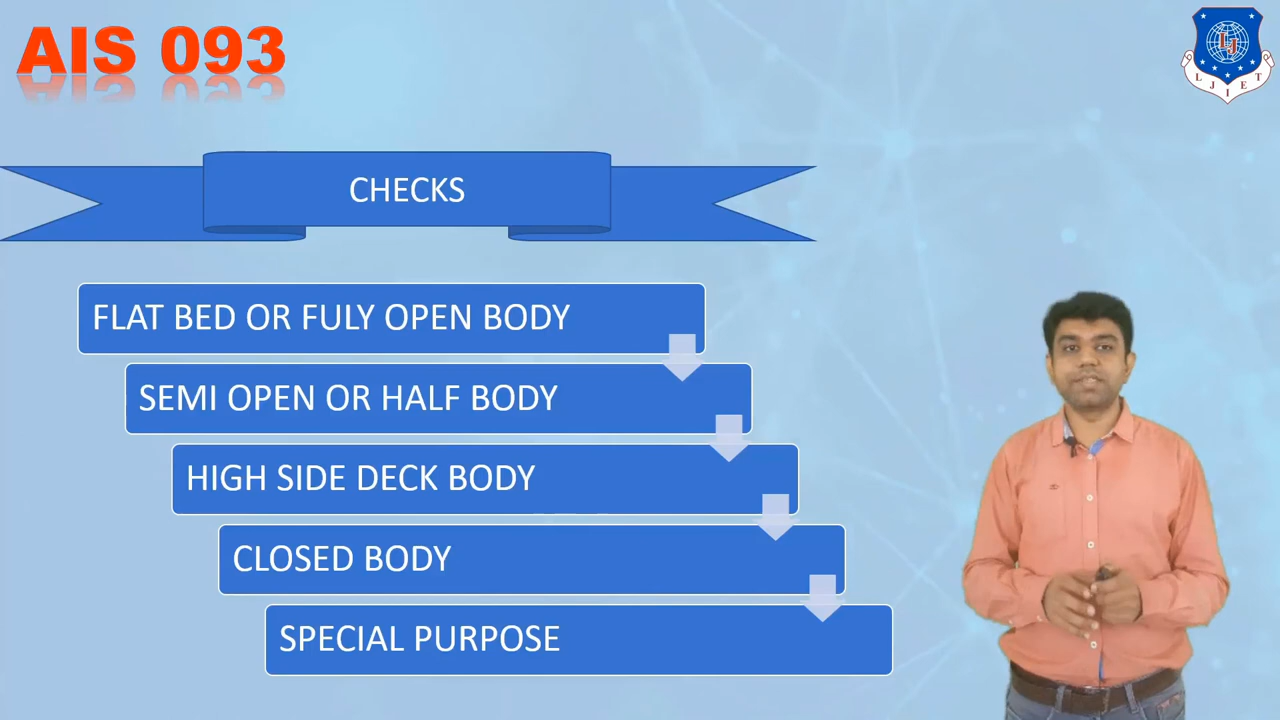 AIS 093
LJIET
CHECKS
FLAT BED OR FULY OPEN BODY
SEMI OPEN OR HALF BODY
HIGH SIDE DECK BODY
CLOSED BODY
SPECIAL PURPOSE